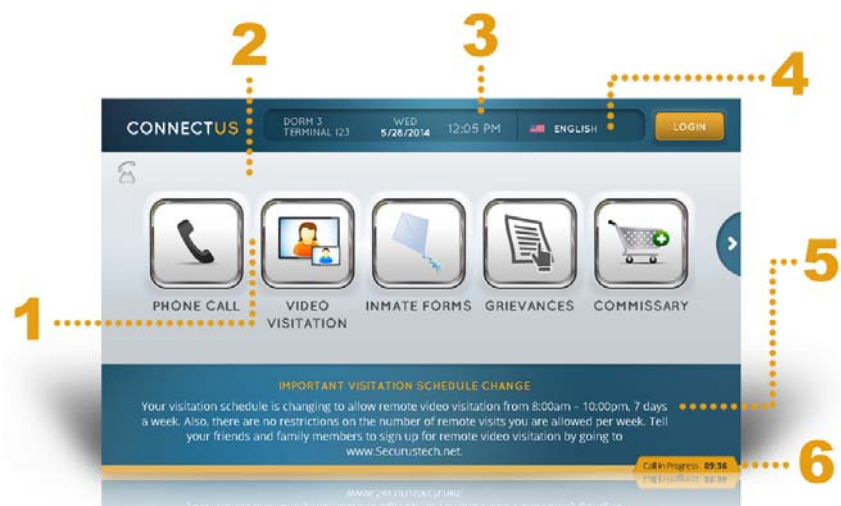 2
3
4
CONNECTUS
DORM 3
TERMINAL 123
WED
5/28/2014
12:05 PM
ENGLISH
LOGIN
PHONE CALL
VIDEO
VISITATION
INMATE FORMS
GRIEVANCES
COMMISSARY
1
5
IMPORTANT VISITATION SCHEDULE CHANGE
Your visitation schedule is changing to allow remote video visitation from 8:00am – 10:00pm, 7 days
a week. Also, there are no restrictions on the number of remote visits you are allowed per week. Tell
your friends and family members to sign up for remote video visitation by going to
www.Securustech.net.
Call in Progress 09:36
6